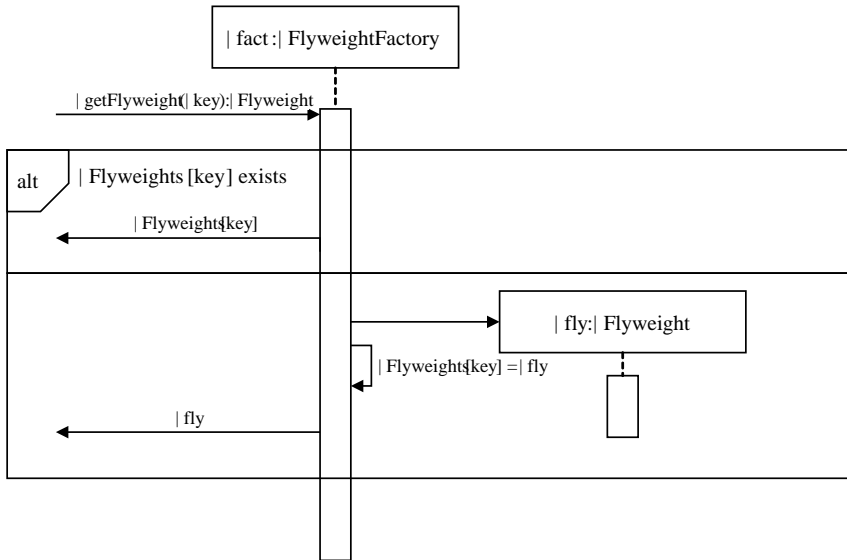 | fact :| FlyweightFactory
| getFlyweight(| key):| Flyweight
alt
| Flyweights [key] exists
| Flyweights[key]
| fly:| Flyweight
| Flyweights[key] =| fly
| fly